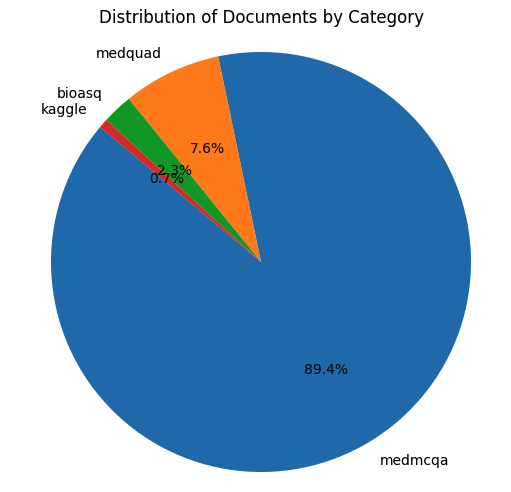 Distribution of Documents by Category
medquad
bioasq
kaggle
7.6%
2.3%
0.7%
89.4%
medmcqa